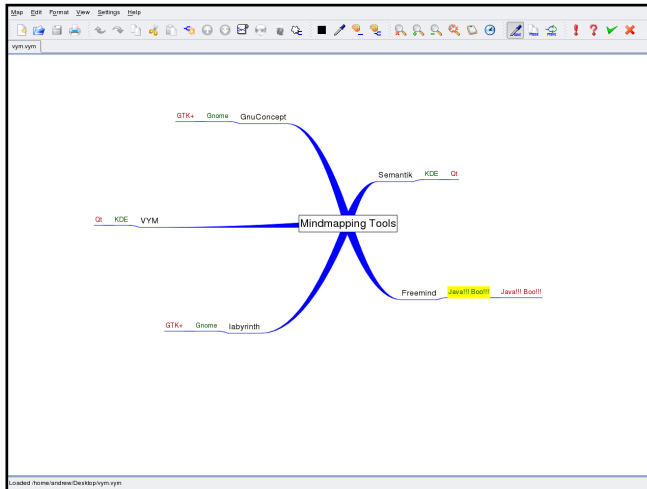 Map Edit Format View Settings Help
vym.vym
GTK+ Gnome GnuConcept
Semantik KDE Qt
Qt KDE VYM
Mindmapping Tools
Freemind Java!!! Boo!!! Java!!! Boo!!!
GTK+ Gnome labyrinth
Loaded /home/andrew/Desktop/vym.vym